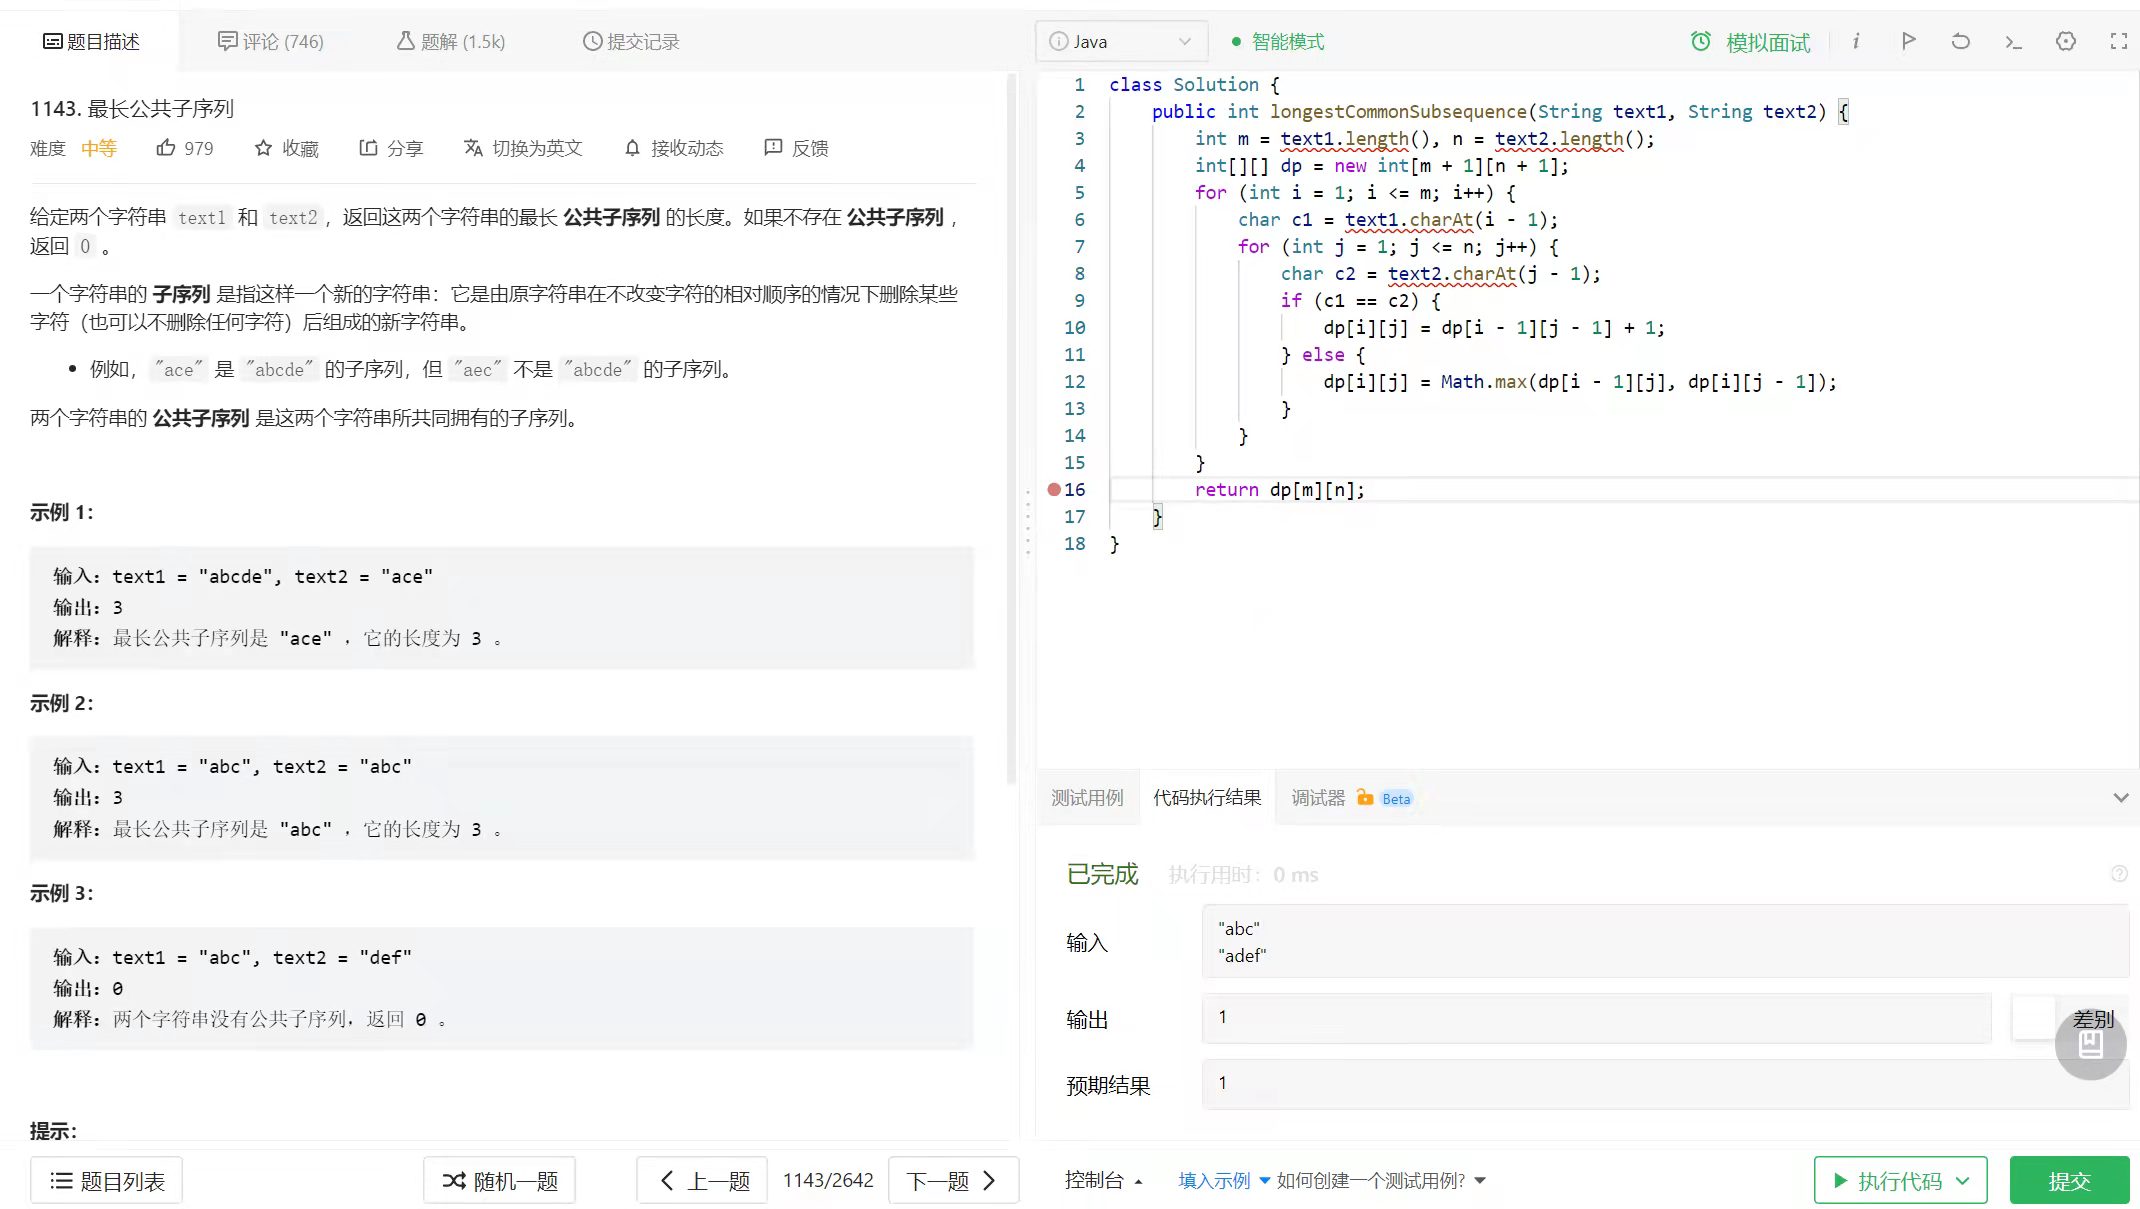 题目描述
评论 (746)
题解 (1.5k)
提交记录
1143. 最长公共子序列
难度 中等 979 收藏 分享 切换为英文 接收动态 反馈
给定两个字符串 text1 和 text2，返回这两个字符串的最长 公共子序列 的长度。如果不存在 公共子序列 ，
返回 0 。
一个字符串的 子序列 是指这样一个新的字符串：它是由原字符串在不改变字符的相对顺序的情况下删除某些
字符（也可以不删除任何字符）后组成的新字符串。
• 例如，"ace" 是 "abcde" 的子序列，但 "aec" 不是 "abcde" 的子序列。
两个字符串的 公共子序列 是这两个字符串所共同拥有的子序列。
示例 1：
输入：text1 = "abcde", text2 = "ace"
输出：3
解释：最长公共子序列是 "ace" ，它的长度为 3 。
示例 2：
输入：text1 = "abc", text2 = "abc"
输出：3
解释：最长公共子序列是 "abc" ，它的长度为 3 。
示例 3：
输入：text1 = "abc", text2 = "def"
输出：0
解释：两个字符串没有公共子序列，返回 0 。
提示：
题目列表
随机一题
上一题
1143/2642
下一题
Java
智能模式
模拟面试
1 class Solution {
2 public int longestCommonSubsequence(String text1, String text2) {
3 int m = text1.length(), n = text2.length();
4 int[][] dp = new int[m + 1][n + 1];
5 for (int i = 1; i <= m; i++) {
6 char c1 = text1.charAt(i - 1);
7 for (int j = 1; j <= n; j++) {
8 char c2 = text2.charAt(j - 1);
9 if (c1 == c2) {
10 dp[i][j] = dp[i - 1][j - 1] + 1;
11 } else {
12 dp[i][j] = Math.max(dp[i - 1][j], dp[i][j - 1]);
13 }
14 }
15 }
16 return dp[m][n];
17 }
18 }
测试用例
代码执行结果
调试器 Beta
已完成 执行用时：0 ms
输入
"abc"
"adef"
输出
1
差别
预期结果
1
控制台
填入示例
如何创建一个测试用例?
执行代码
提交